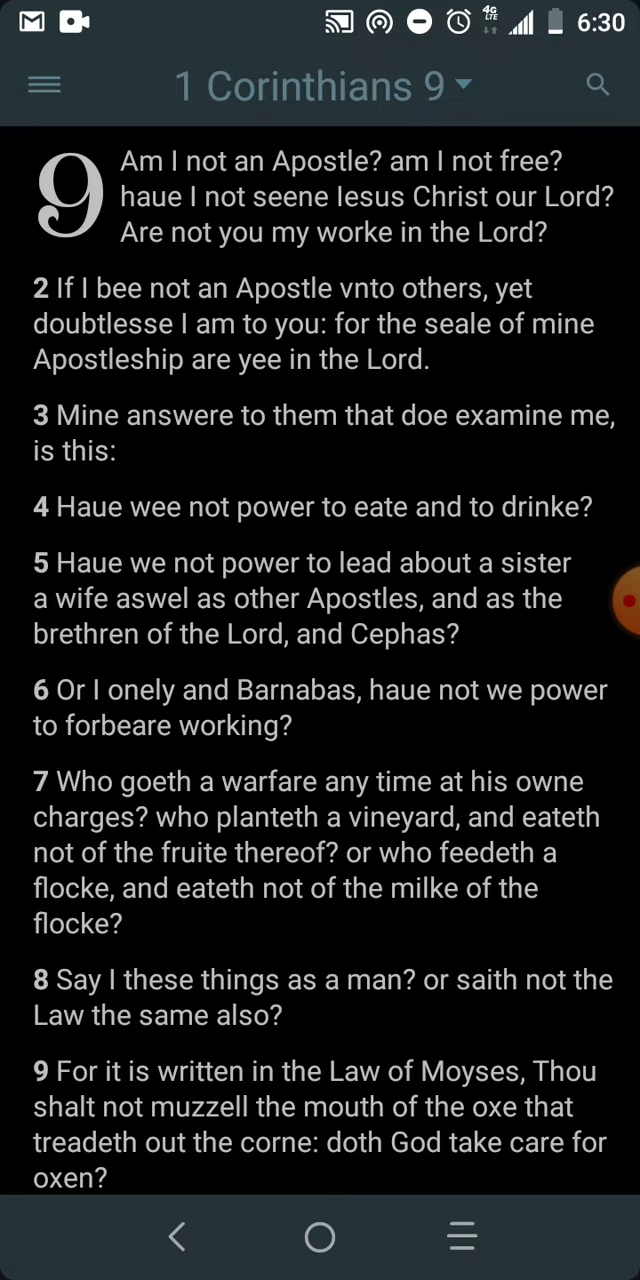 4G
LTE
6:30
1 Corinthians 9
9
Am I not an Apostle? am I not free?
haue I not seene Iesus Christ our Lord?
Are not you my worke in the Lord?
2 If I bee not an Apostle vnto others, yet
doubtlesse I am to you: for the seale of mine
Apostleship are yee in the Lord.
3 Mine answere to them that doe examine me,
is this:
4 Haue wee not power to eate and to drinke?
5 Haue we not power to lead about a sister
a wife aswel as other Apostles, and as the
brethren of the Lord, and Cephas?
6 Or I onely and Barnabas, haue not we power
to forbeare working?
7 Who goeth a warfare any time at his owne
charges? who planteth a vineyard, and eateth
not of the fruite thereof? or who feedeth a
flocke, and eateth not of the milke of the
flocke?
8 Say I these things as a man? or saith not the
Law the same also?
9 For it is written in the Law of Moyses, Thou
shalt not muzzell the mouth of the oxe that
treadeth out the corne: doth God take care for
oxen?